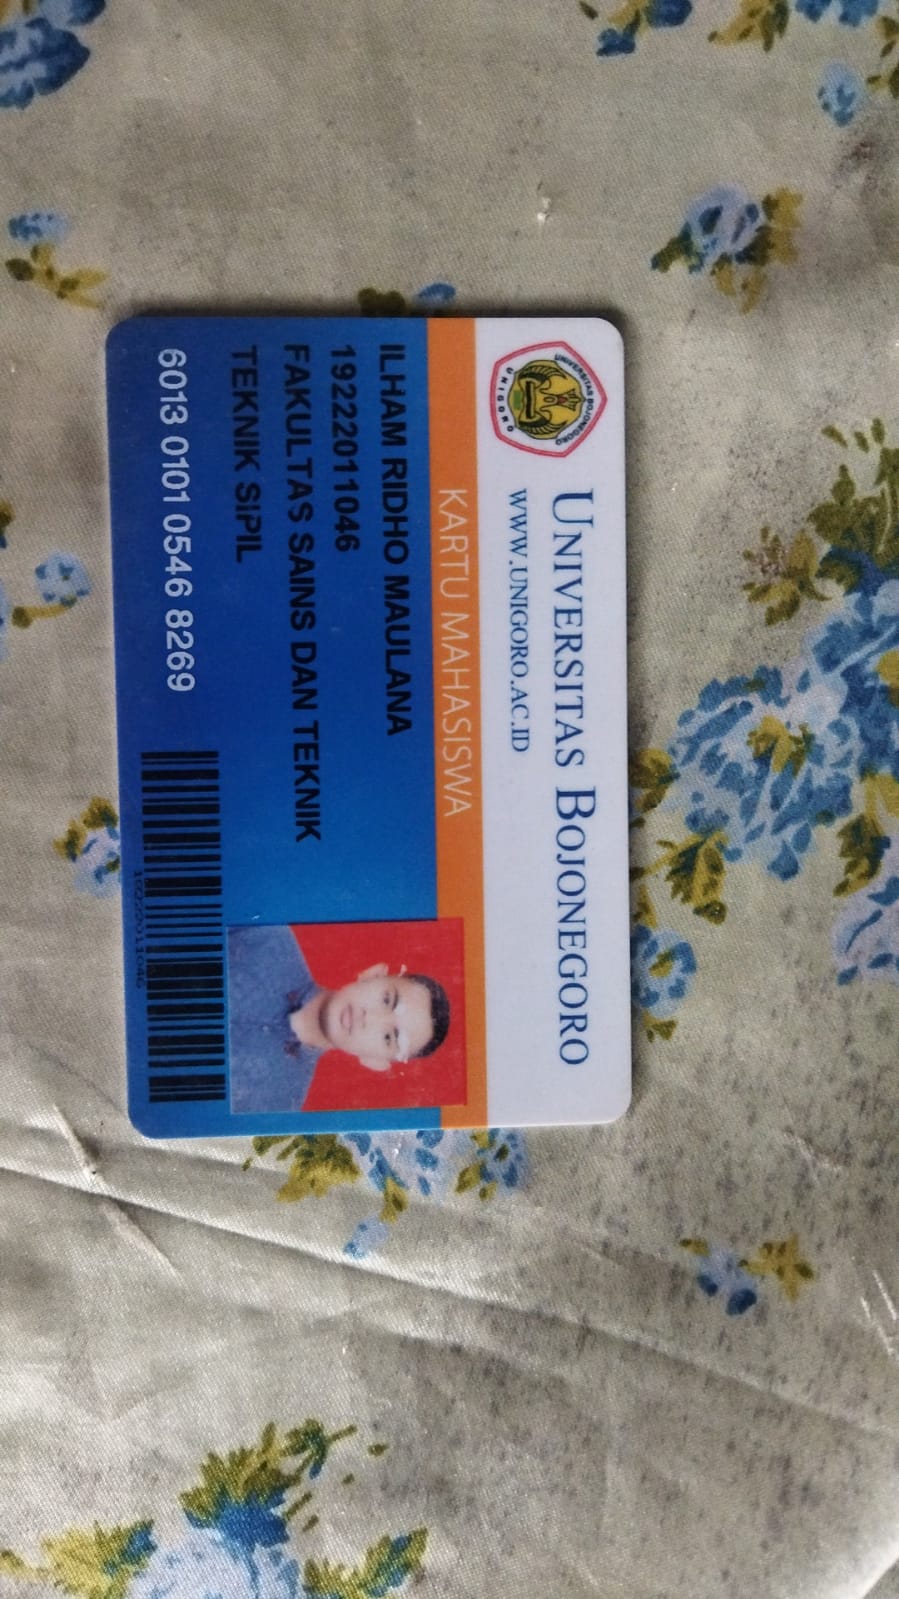 UNIVERSITAS BOJONEGORO
WWW.UNIGORO.AC.ID
UNIVERSITAS BOJONEGORO
UNIGORO
KARTU MAHASISWA
ILHAM RIDHO MAULANA
19222011046
FAKULTAS SAINS DAN TEKNIK
TEKNIK SIPIL
6013 0101 0546 8269
19222011046